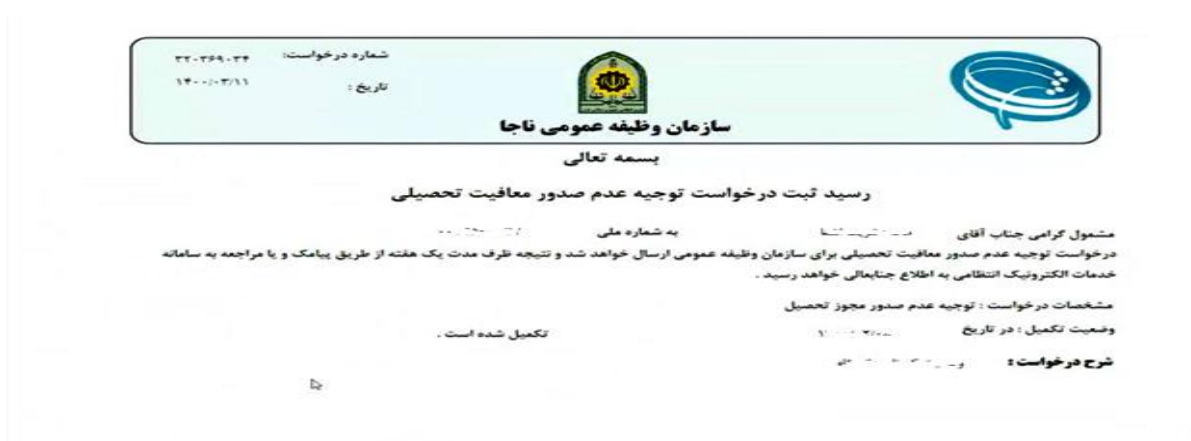 شماره درخواست: ۲۲۰۳۶۹۰۳۴
تاریخ : ۱۴۰۰/۰۳/۱۱
سازمان وظیفه عمومی ناجا
بسمه تعالی
رسید ثبت درخواست توجیه عدم صدور معافیت تحصیلی
مشمول گرامی جناب آقای به شماره ملی
درخواست توجیه عدم صدور معافیت تحصیلی برای سازمان وظیفه عمومی ارسال خواهد شد و نتیجه ظرف مدت یک هفته از طریق پیامک و یا مراجعه به سامانه
خدمات الکترونیک انتظامی به اطلاع جنابعالی خواهد رسید .
مشخصات درخواست : توجیه عدم صدور مجوز تحصیل
وضعیت تکمیل : در تاریخ تکمیل شده است .
شرح درخواست :